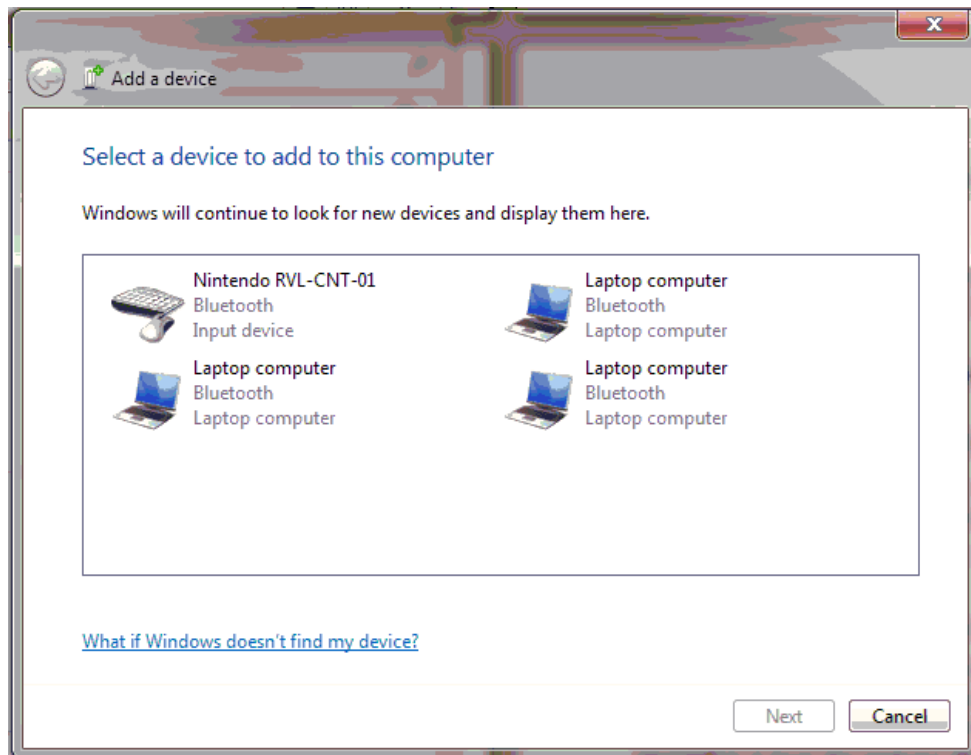 Add a device
Select a device to add to this computer
Windows will continue to look for new devices and display them here.
Nintendo RVL-CNT-01
Bluetooth
Input device
Laptop computer
Bluetooth
Laptop computer
Laptop computer
Bluetooth
Laptop computer
Laptop computer
Bluetooth
Laptop computer
What if Windows doesn't find my device?
Next
Cancel